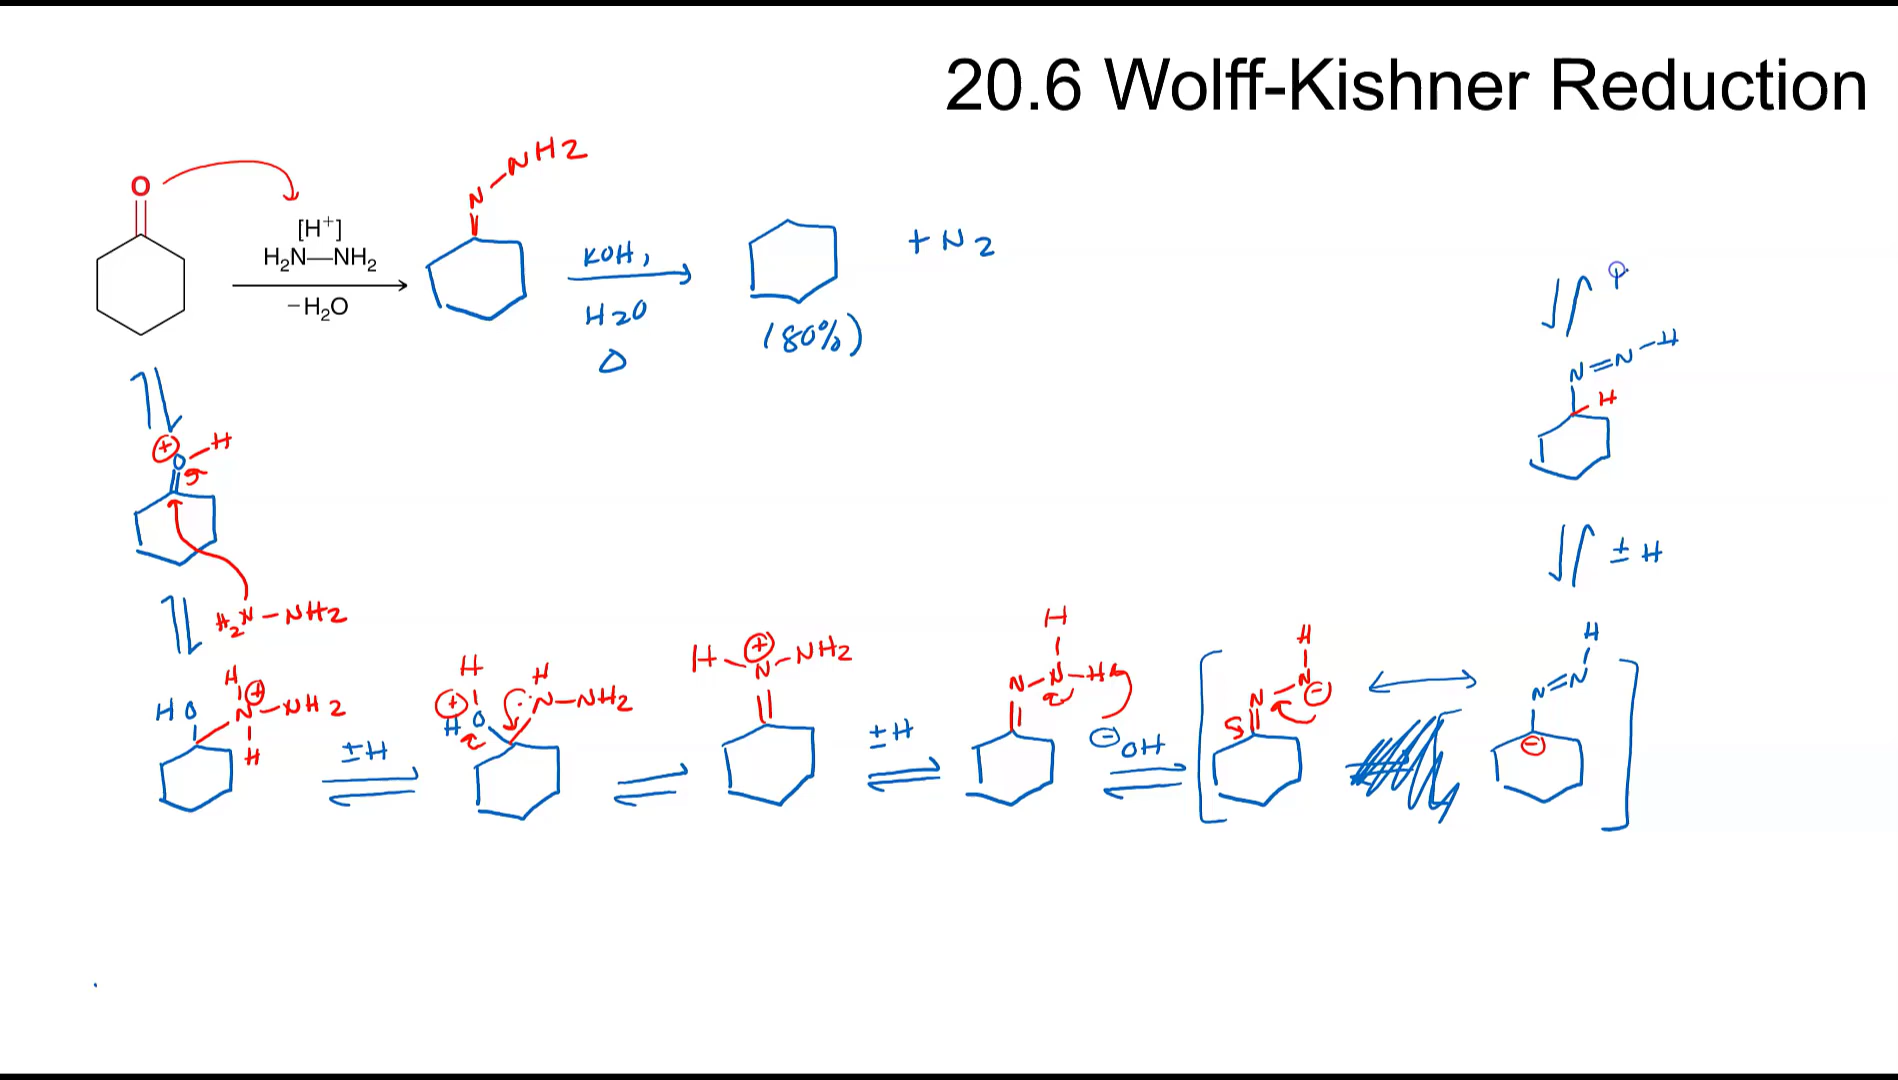 20.6 Wolff-Kishner Reduction
O
[H⁺]
H₂N—NH₂
−H₂O
N–NH2
KOH,
H2O
Δ
(80%)
+ N2
N=N–H
H
± H
⊕
O–H
H₂N–NH2
HO
H
⊕
N–NH2
H
±H
H
⊕
H O
H
:N–NH2
H–N–NH2
⊕
±H
H
N–N–H
⊖OH
H
N–N
⊖
H
N=N
⊖